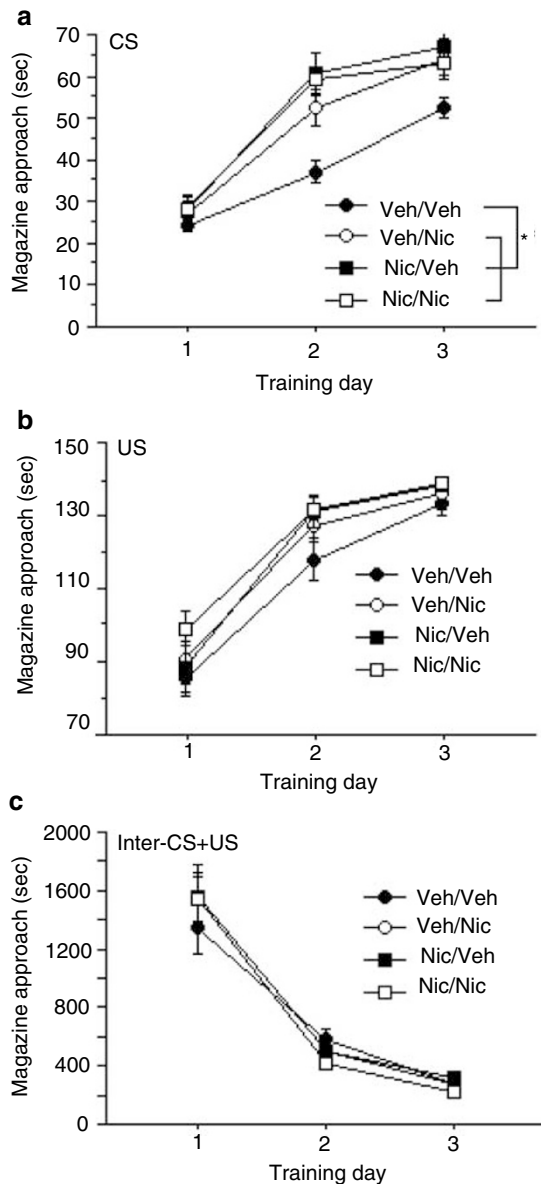 a
CS
Magazine approach (sec)
70
60
50
40
30
20
10
0
Veh/Veh
Veh/Nic
Nic/Veh
Nic/Nic
*
1 2 3
Training day
b
US
Magazine approach (sec)
150
130
110
90
70
Veh/Veh
Veh/Nic
Nic/Veh
Nic/Nic
1 2 3
Training day
c
Inter-CS+US
Magazine approach (sec)
2000
1600
1200
800
400
0
Veh/Veh
Veh/Nic
Nic/Veh
Nic/Nic
1 2 3
Training day